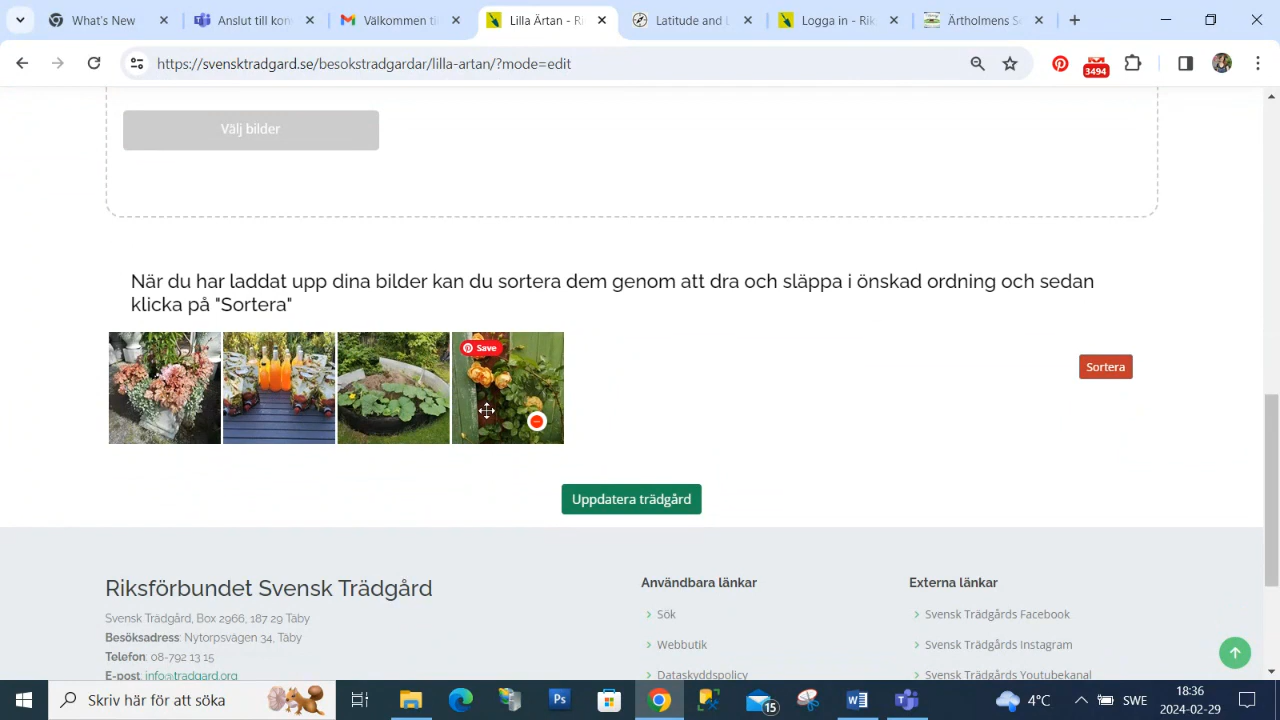 What's New
Anslut till kon
Välkommen ti
Lilla Ärtan - Ri
Latitude and L
Logga in - Rik
Ärtholmens S
https://svensktradgard.se/besokstradgardar/lilla-artan/?mode=edit
3494
Välj bilder
När du har laddat upp dina bilder kan du sortera dem genom att dra och släppa i önskad ordning och sedan
klicka på "Sortera"
Save
Sortera
Uppdatera trädgård
Riksförbundet Svensk Trädgård
Svensk Trädgård, Box 2966, 187 29 Täby
Besöksadress: Nytorpsvägen 34, Täby
Telefon: 08-792 13 15
E-post: info@tradgard.org
Användbara länkar
Sök
Webbutik
Dataskyddspolicy
Externa länkar
Svensk Trädgårds Facebook
Svensk Trädgårds Instagram
Svensk Trädgårds Youtubekanal
Skriv här för att söka
Ps
15
4°C
SWE
18:36
2024-02-29